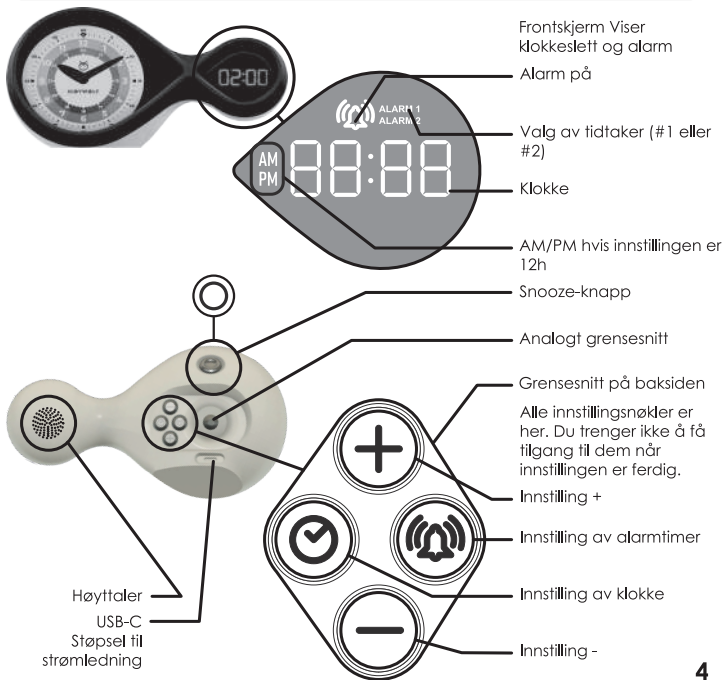 Frontskjerm Viser
klokkeslett og alarm
02:00
Alarm på
ALARM 1
ALARM 2
Valg av tidtaker (#1 eller
#2)
AM
PM
88:88
Klokke
AM/PM hvis innstillingen er
12h
Snooze-knapp
Analogt grensesnitt
Grensesnitt på baksiden
Alle innstillingsnøkler er
her. Du trenger ikke å få
tilgang til dem når
innstillingen er ferdig.
Innstilling +
Innstilling av alarmtimer
Innstilling av klokke
Innstilling -
Høyttaler
USB-C
Støpsel til
strømledning
4